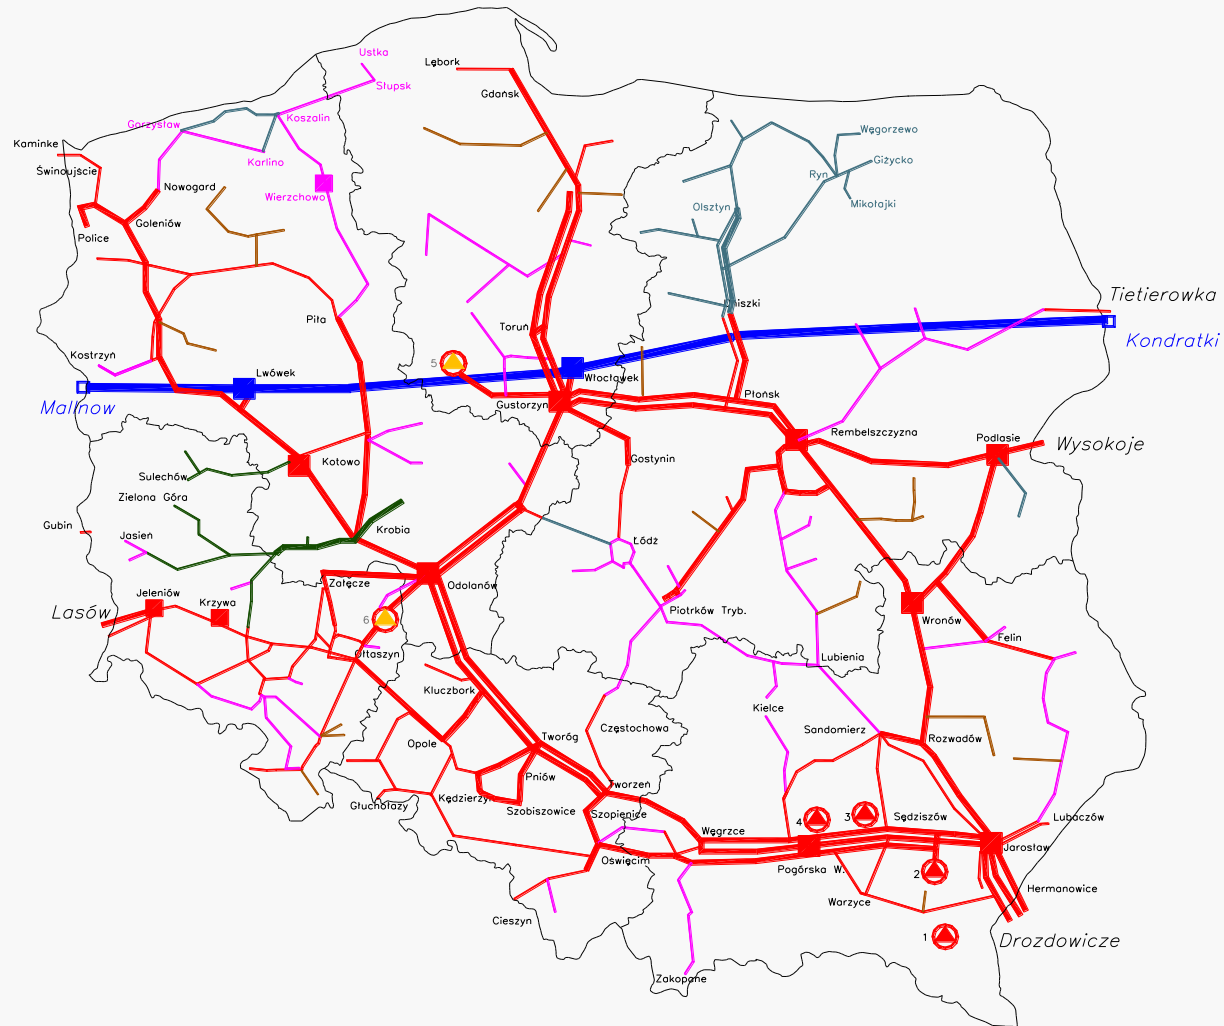 Ustka
Lębork
Słupsk
Gdańsk
Gorzysław
Koszalin
Węgorzewo
Kaminke
Karlino
Giżycko
Świnoujście
Ryn
Nowogard
Wierzchowo
Mikołajki
Olsztyn
Goleniów
Police
Tietierowka
Piła
Toruń
Kondratki
Kostrzyń
5
Lwówek
Włocławek
Płońsk
Mallnow
Gustorzyn
Rembelszczyzna
Podlasie
Wysokoje
Kotowo
Gostynin
Sulechów
Zielona Góra
Gubin
Krobia
Jasień
Łódź
Załęcze
Odolanów
Jeleniów
Krzywa
Lasów
Piotrków Tryb.
6
Wronów
Felin
Ołtaszyn
Lubienia
Kluczbork
Kielce
Częstochowa
Sandomierz
Rozwadów
Opole
Tworóg
Pniów
Tworzeń
Kędzierzyn
Głuchołazy
Szobiszowice
Szopienice
4
3
Sędziszów
Lubaczów
Węgrzce
Jarosław
Oświęcim
Pogórska W.
2
Hermanowice
Warzyce
Cieszyn
1
Drozdowicze
Zakopane